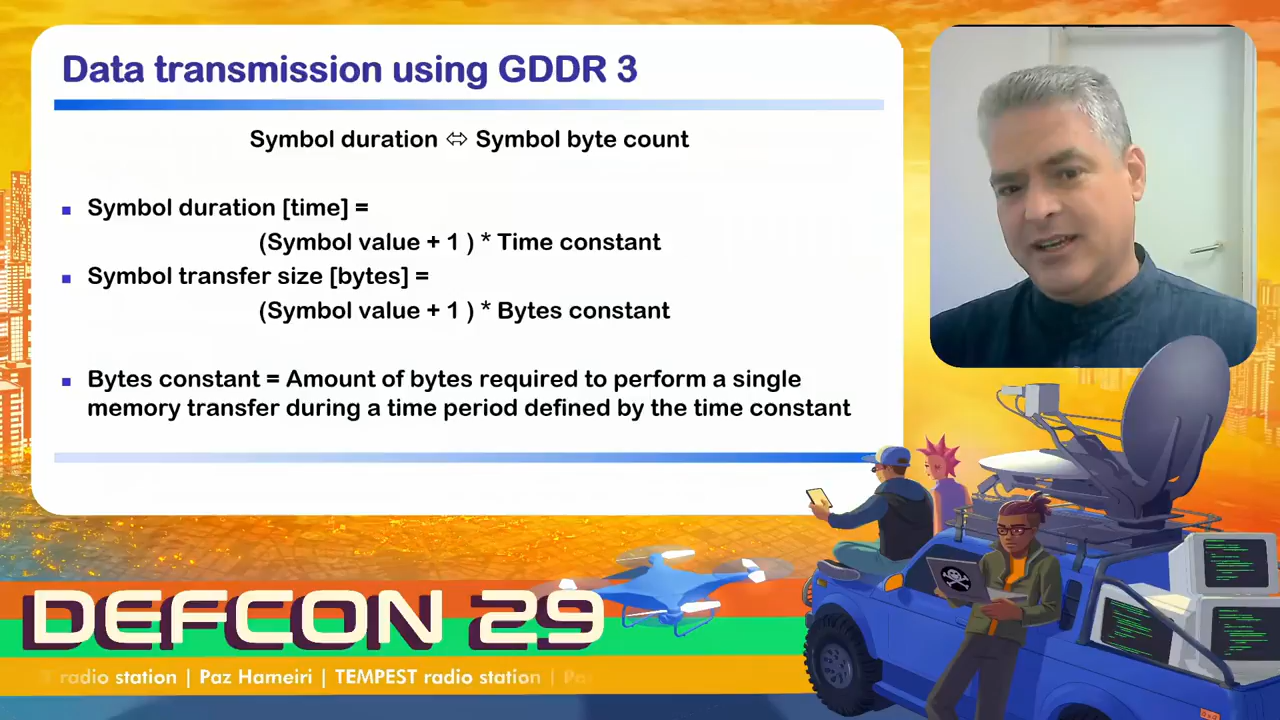 Data transmission using GDDR 3
Symbol duration ⇔ Symbol byte count
▪ Symbol duration [time] =
(Symbol value + 1 ) * Time constant
▪ Symbol transfer size [bytes] =
(Symbol value + 1 ) * Bytes constant
▪ Bytes constant = Amount of bytes required to perform a single
memory transfer during a time period defined by the time constant
DEFCON 29
radio station | Paz Hameiri | TEMPEST radio station |